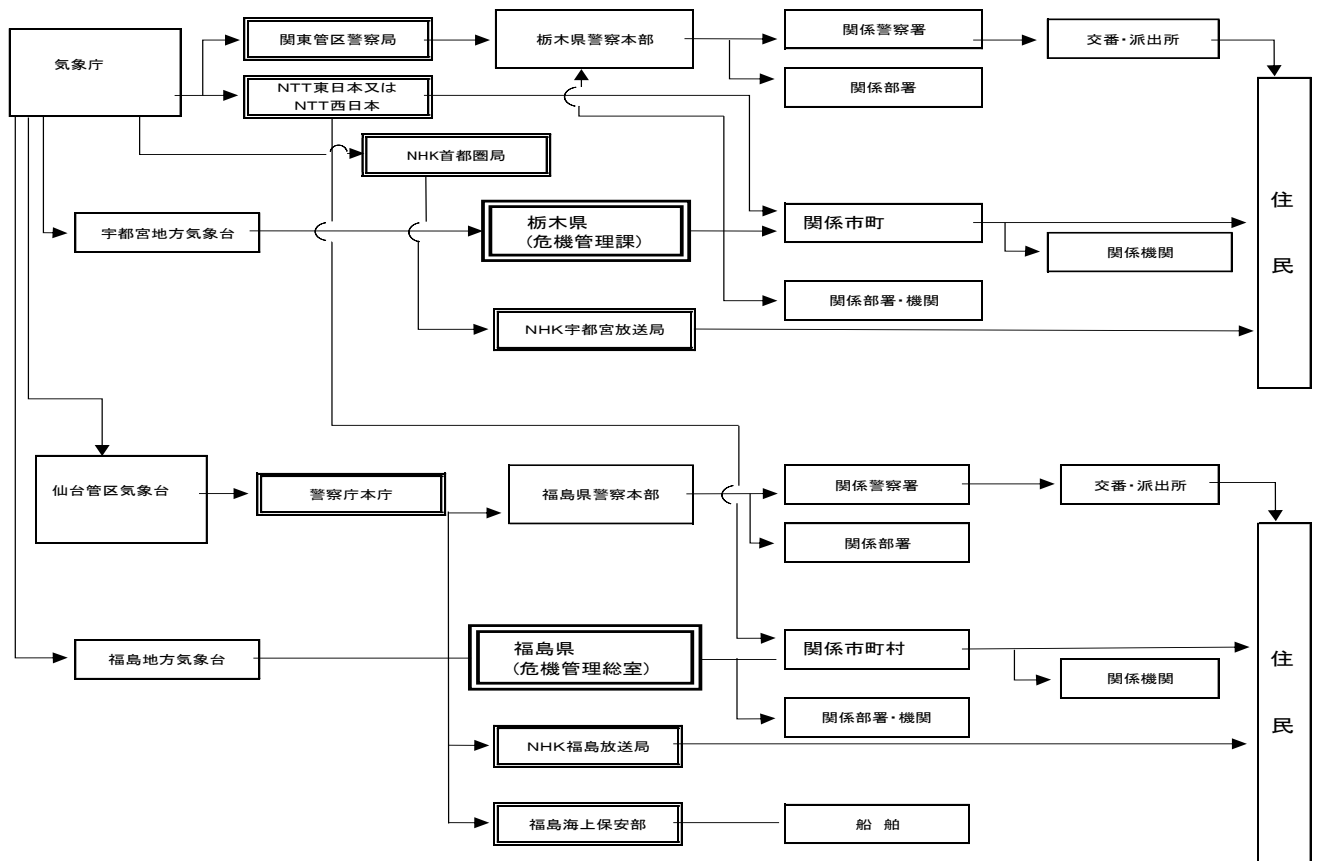 気象庁
関東管区警察局
栃木県警察本部
関係警察署
交番・派出所
関係部署
NTT東日本又は
NTT西日本
NHK首都圏局
宇都宮地方気象台
栃木県
(危機管理課)
関係市町
関係機関
関係部署・機関
NHK宇都宮放送局
住
民
仙台管区気象台
警察庁本庁
福島県警察本部
関係警察署
交番・派出所
関係部署
福島地方気象台
福島県
(危機管理総室)
関係市町村
関係機関
関係部署・機関
NHK福島放送局
福島海上保安部
船 舶
住
民